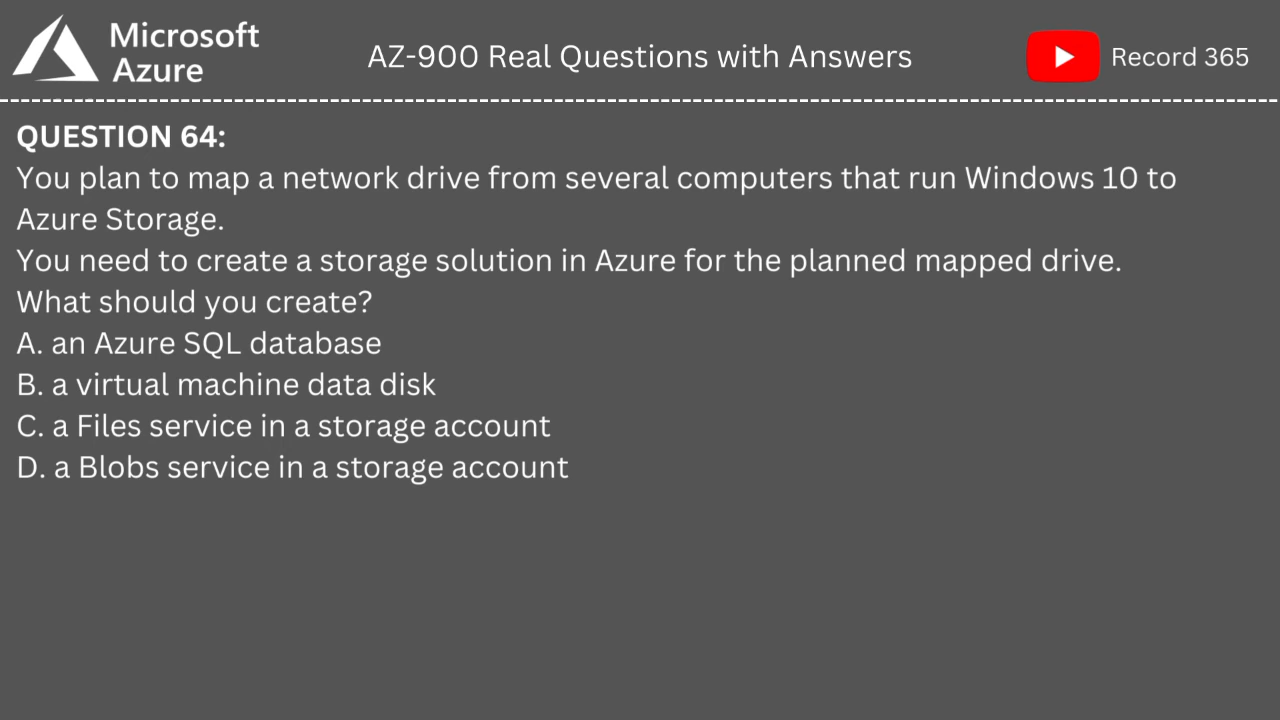 Microsoft
Azure
AZ-900 Real Questions with Answers
Record 365
QUESTION 64:
You plan to map a network drive from several computers that run Windows 10 to
Azure Storage.
You need to create a storage solution in Azure for the planned mapped drive.
What should you create?
A. an Azure SQL database
B. a virtual machine data disk
C. a Files service in a storage account
D. a Blobs service in a storage account